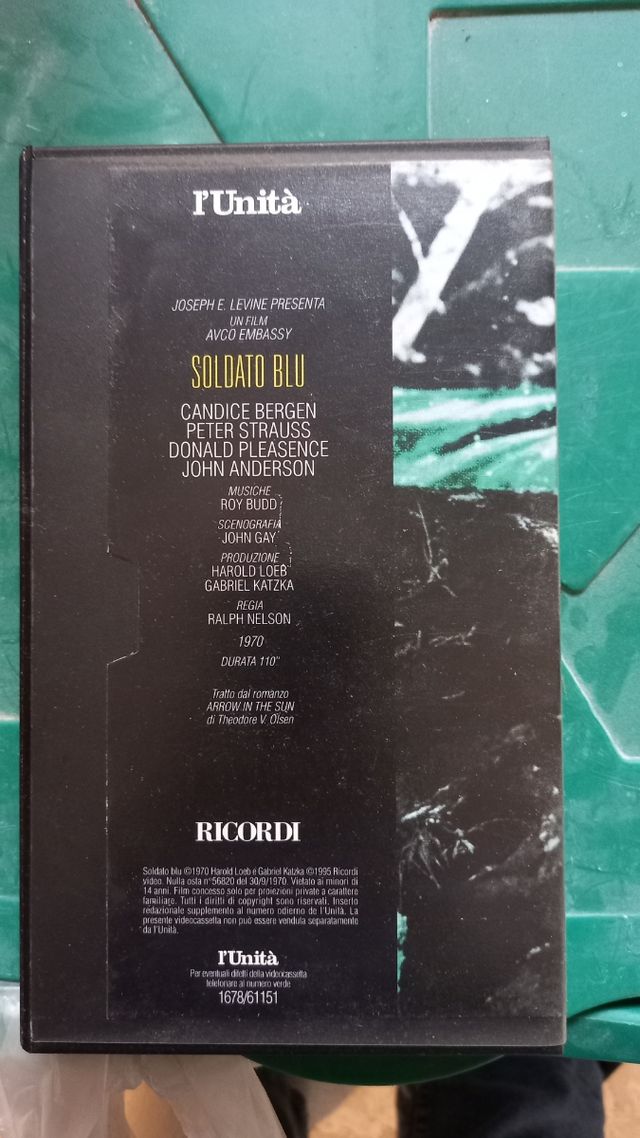 l'Unità
JOSEPH E. LEVINE PRESENTA
UN FILM
AVCO EMBASSY
SOLDATO BLU
CANDICE BERGEN
PETER STRAUSS
DONALD PLEASENCE
JOHN ANDERSON
MUSICHE
ROY BUDD
SCENOGRAFIA
JOHN GAY
PRODUZIONE
HAROLD LOEB
GABRIEL KATZKA
REGIA
RALPH NELSON
1970
DURATA 110''
Tratto dal romanzo
ARROW IN THE SUN
di Theodore V. Olsen
RICORDI
Soldato blu ©1970 Harold Loeb e Gabriel Katzka ©1995 Ricordi
video. Nulla osta n°56820 del 30/9/1970. Vietato ai minori di
14 anni. Film concesso solo per proiezioni private a carattere
familiare. Tutti i diritti di copyright sono riservati. Inserto
redazionale supplemento al numero odierno de l'Unità. La
presente videocassetta non può essere venduta separatamente
da l'Unità.
l'Unità
Per eventuali difetti della videocassetta
telefonare al numero verde
1678/61151